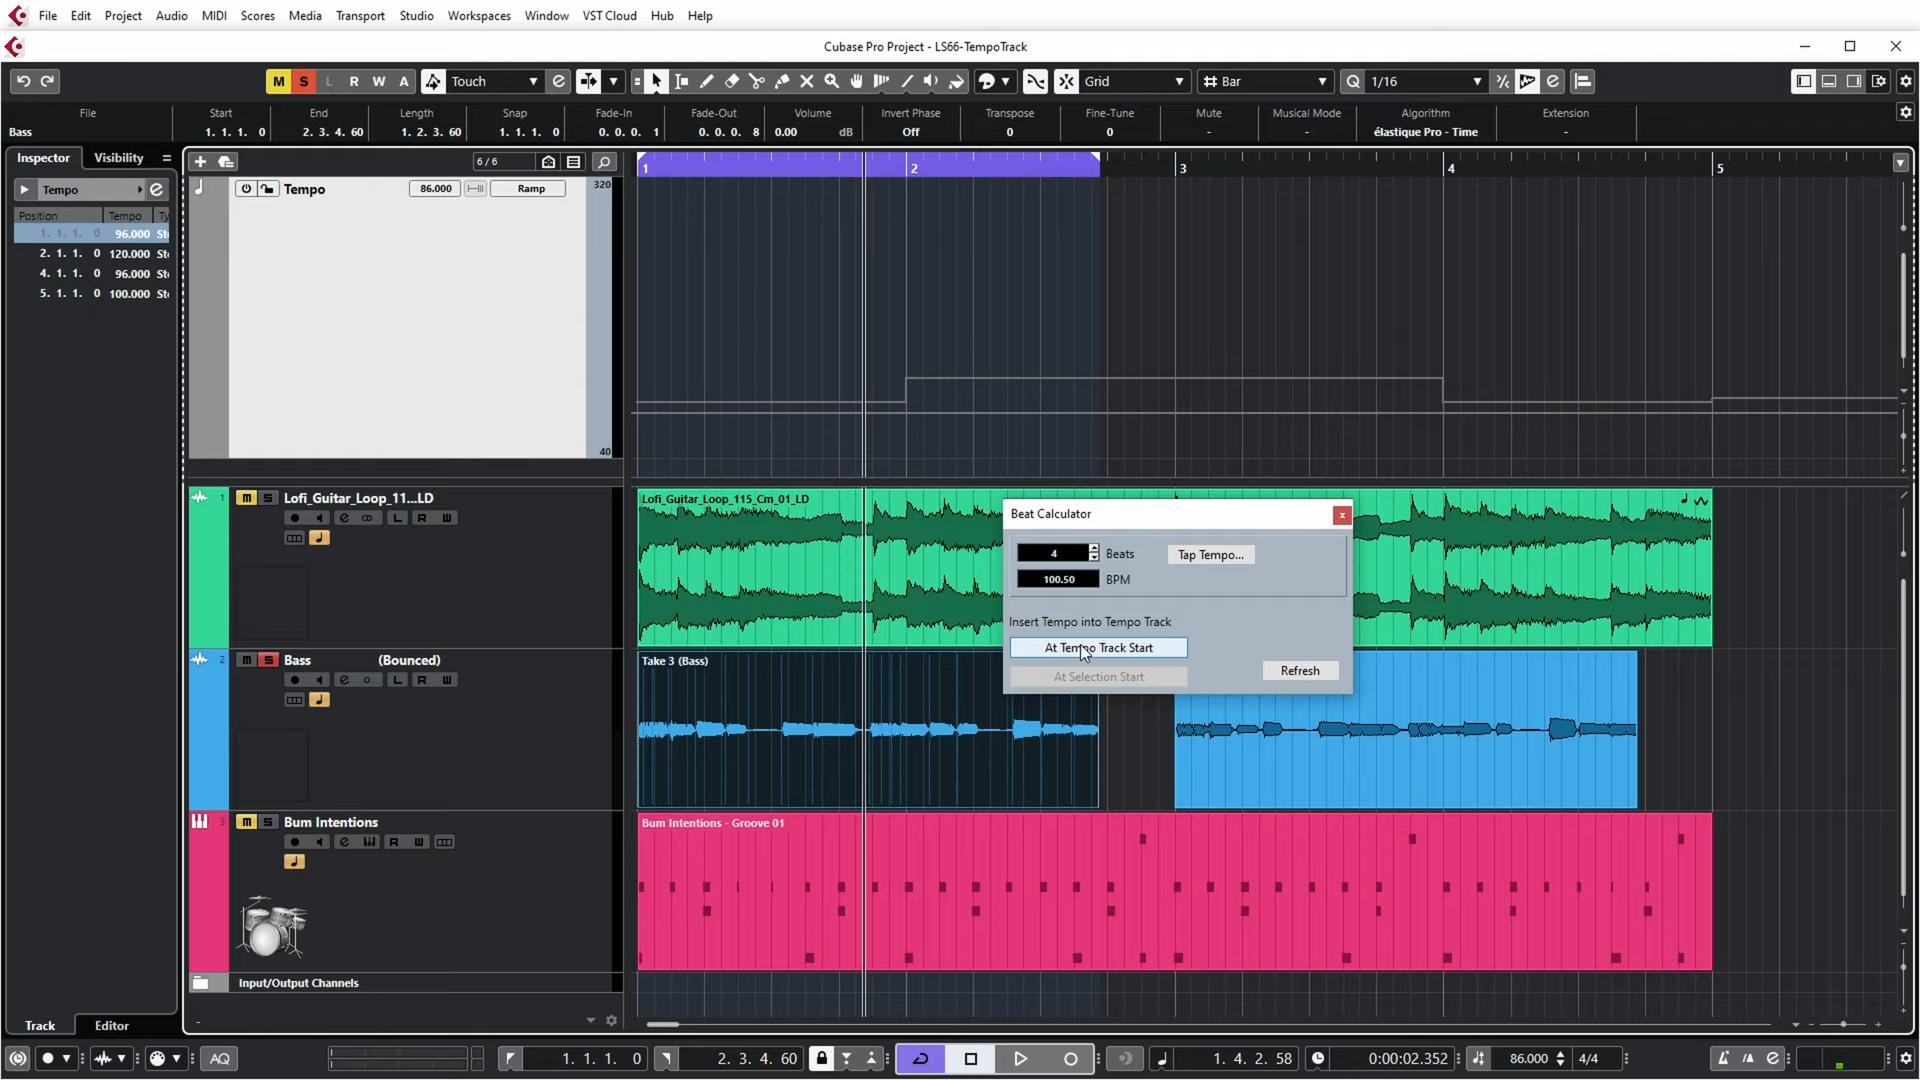 File Edit Project Audio MIDI Scores Media Transport Studio Workspaces Window VST Cloud Hub Help
Cubase Pro Project - LS66-TempoTrack
M S L R W A Touch Grid Bar Q 1/16
File Start End Length Snap Fade-In Fade-Out Volume Invert Phase Transpose Fine-Tune Mute Musical Mode Algorithm Extension
Bass 1. 1. 1. 0 2. 3. 4. 60 1. 2. 3. 60 1. 1. 1. 0 0. 0. 0. 1 0. 0. 0. 8 0.00 dB Off 0 0 - - élastique Pro - Time -
Inspector Visibility
6 / 6
1 2 3 4 5
Tempo
Position Tempo Ty
1. 1. 1. 0 96.000 St
2. 1. 1. 0 120.000 St
4. 1. 1. 0 96.000 St
5. 1. 1. 0 100.000 St
Tempo 86.000 Ramp 320
40
1 m S Lofi_Guitar_Loop_11...LD
L R
Lofi_Guitar_Loop_115_Cm_01_LD
Beat Calculator
4 Beats Tap Tempo...
100.50 BPM
Insert Tempo into Tempo Track
At Tempo Track Start
At Selection Start
Refresh
2 m S Bass (Bounced)
L R
Take 3 (Bass)
3 m S Bum Intentions
R
Bum Intentions - Groove 01
Input/Output Channels
Track Editor
AQ 1. 1. 1. 0 2. 3. 4. 60 1. 4. 2. 58 0:00:02.352 86.000 4/4